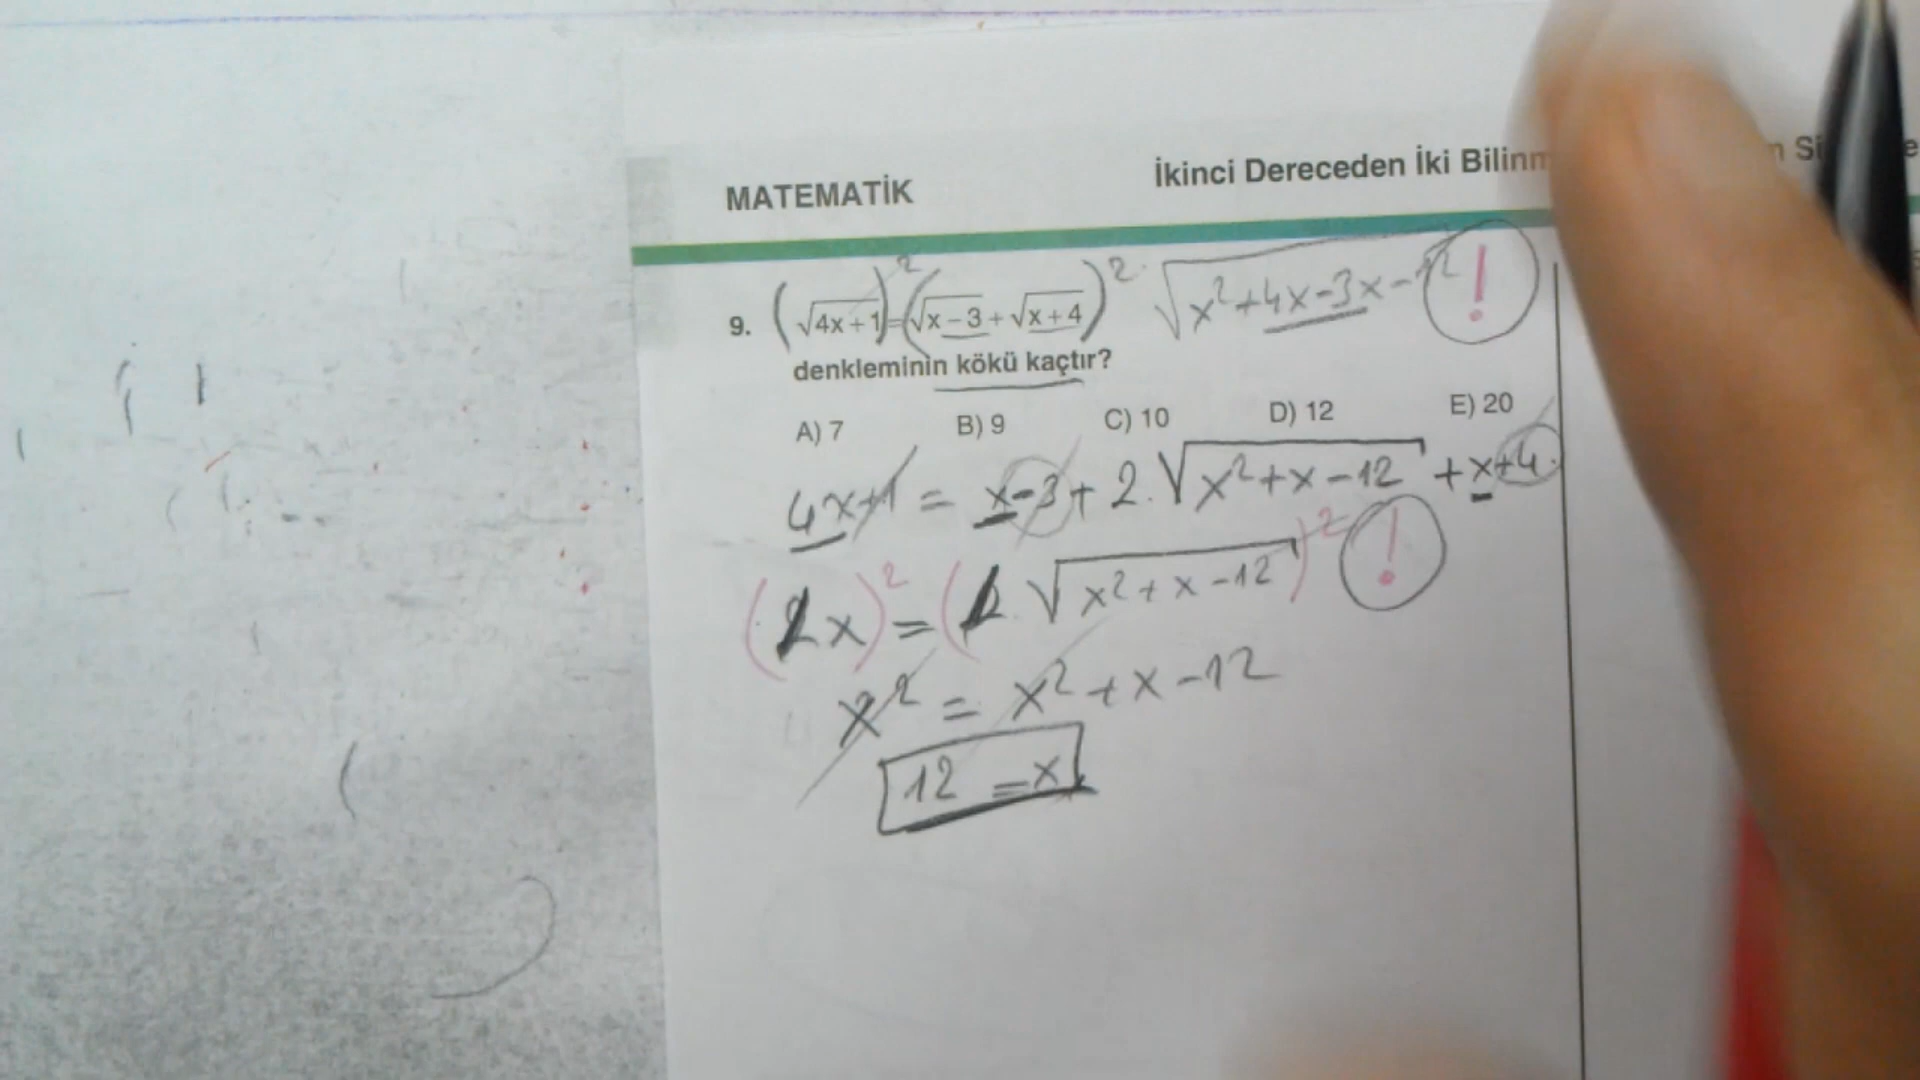 MATEMATİK
İkinci Dereceden İki
9. (√4x+1)² = (√x-3 + √x+4)² √x²+4x-3x-12 !
denkleminin kökü kaçtır?
A) 7 B) 9 C) 10 D) 12 E) 20
4x+1 = x-3+2.√x²+x-12 +x+4
(2x)² = (2.√x²+x-12)² !
x² = x²+x-12
12 = x